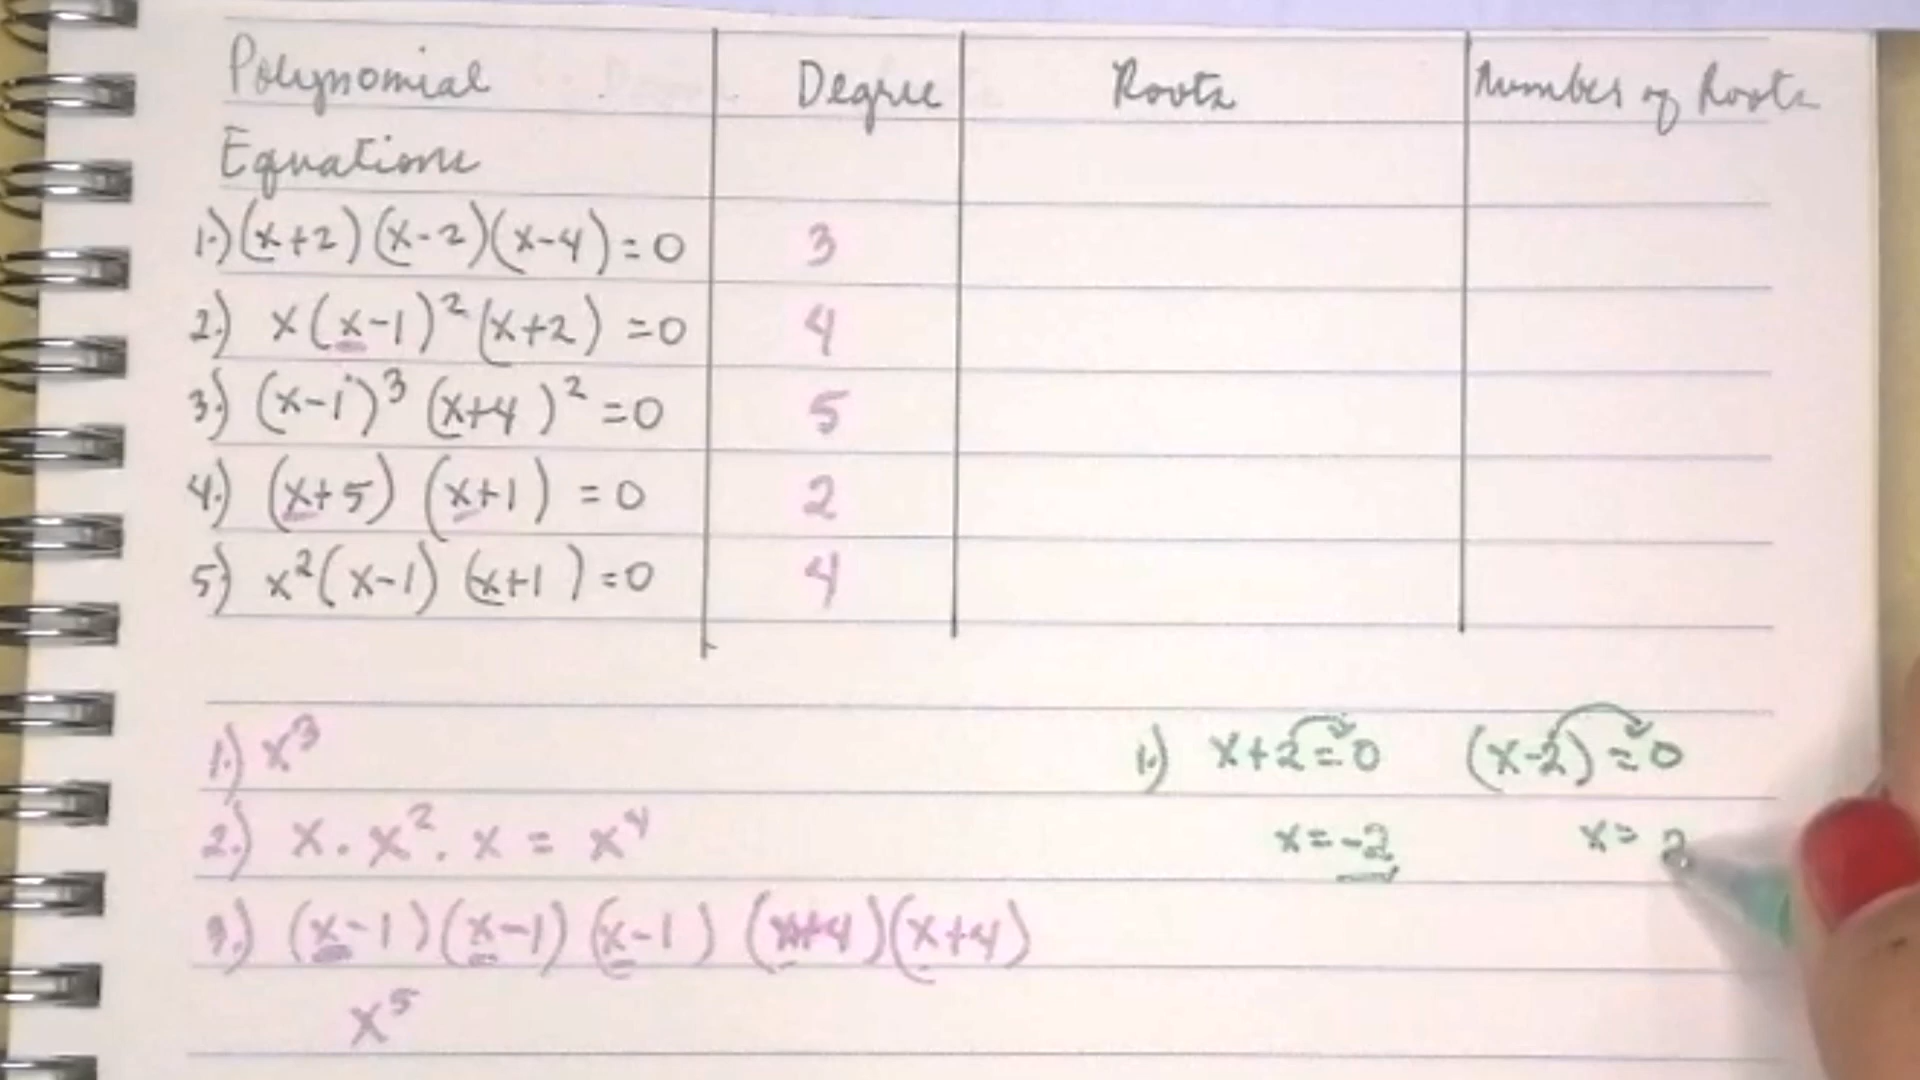 Polynomial Degree Roots Number of Roots
Equations
1.) (x+2)(x-2)(x-4)=0 3
2.) x(x-1)²(x+2) =0 4
3.) (x-1)³ (x+4)² =0 5
4.) (x+5) (x+1) =0 2
5.) x²(x-1) (x+1)=0 4
1.) x³ 1.) x+2=0 (x-2)=0
2.) x · x² · x = x⁴ x=-2 x= 2
3.) (x-1)(x-1)(x-1) (x+4)(x+4)
x⁵